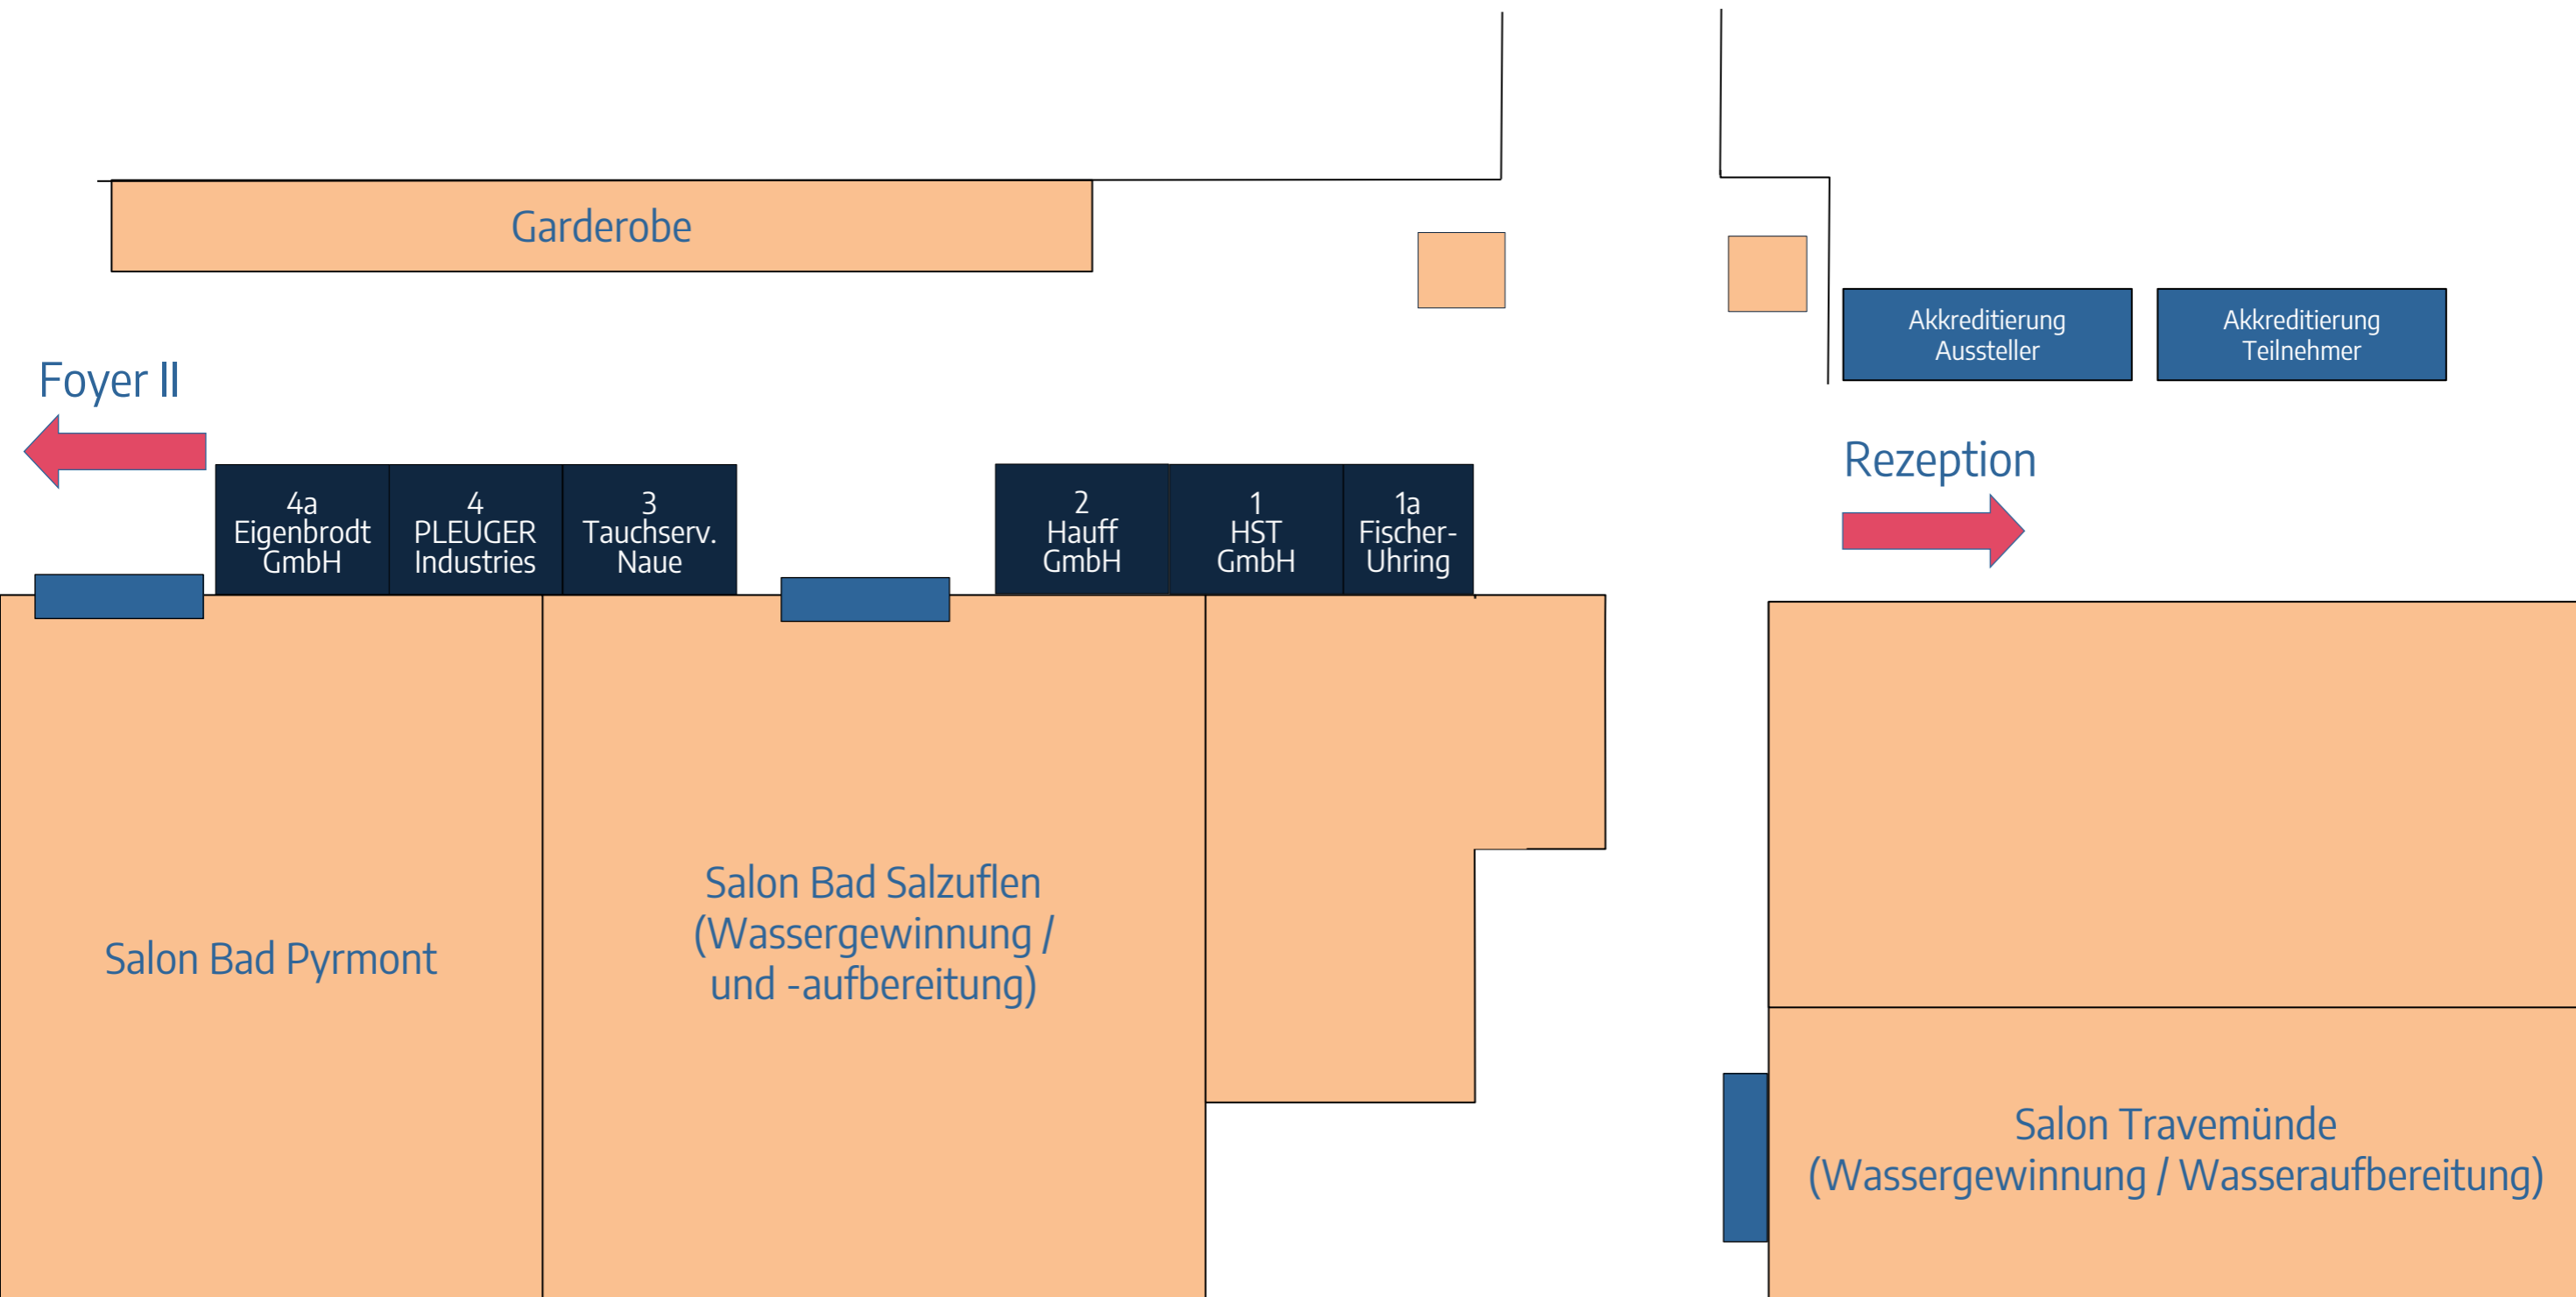 Garderobe
Akkreditierung
Aussteller
Akkreditierung
Teilnehmer
Foyer II
Rezeption
4a
Eigenbrodt
GmbH
4
PLEUGER
Industries
3
Tauchserv.
Naue
2
Hauff
GmbH
1
HST
GmbH
1a
Fischer-
Uhring
Salon Bad Pyrmont
Salon Bad Salzuflen
(Wassergewinnung /
und -aufbereitung)
Salon Travemünde
(Wassergewinnung / Wasseraufbereitung)